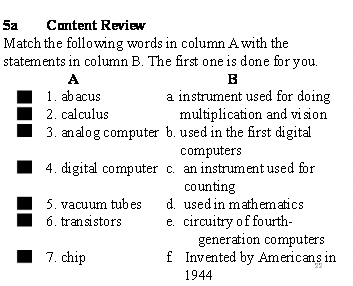 5a Content Review
Match the following words in column A with the
statements in column B. The first one is done for you.
A B
1. abacus a. instrument used for doing
2. calculus multiplication and vision
3. analog computer b. used in the first digital
computers
4. digital computer c. an instrument used for
counting
5. vacuum tubes d. used in mathematics
6. transistors e. circuitry of fourth-
generation computers
7. chip f. Invented by Americans in
1944